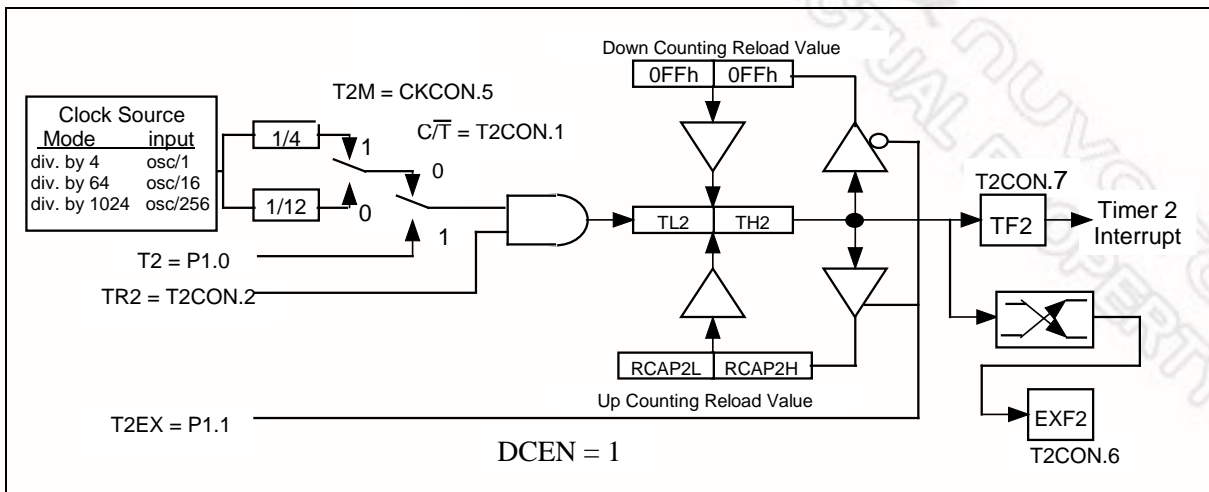 Down Counting Reload Value
0FFh 0FFh
T2M = CKCON.5
C/T̅ = T2CON.1
Clock Source
Mode input
div. by 4 osc/1
div. by 64 osc/16
div. by 1024 osc/256
1/4
1
0
1/12
0
1
T2 = P1.0
TR2 = T2CON.2
TL2 TH2
T2CON.7
TF2
Timer 2
Interrupt
RCAP2L RCAP2H
Up Counting Reload Value
T2EX = P1.1
DCEN = 1
EXF2
T2CON.6